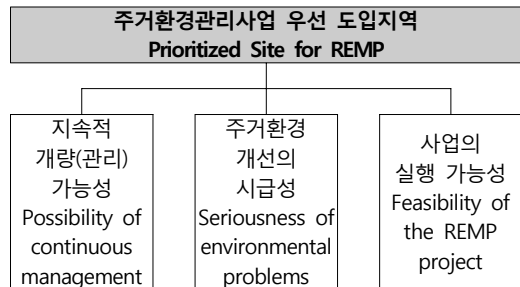 주거환경관리사업 우선 도입지역
Prioritized Site for REMP
지속적
개량(관리)
가능성
Possibility of
continuous
management
주거환경
개선의
시급성
Seriousness of
environmental
problems
사업의
실행 가능성
Feasibility of
the REMP
project